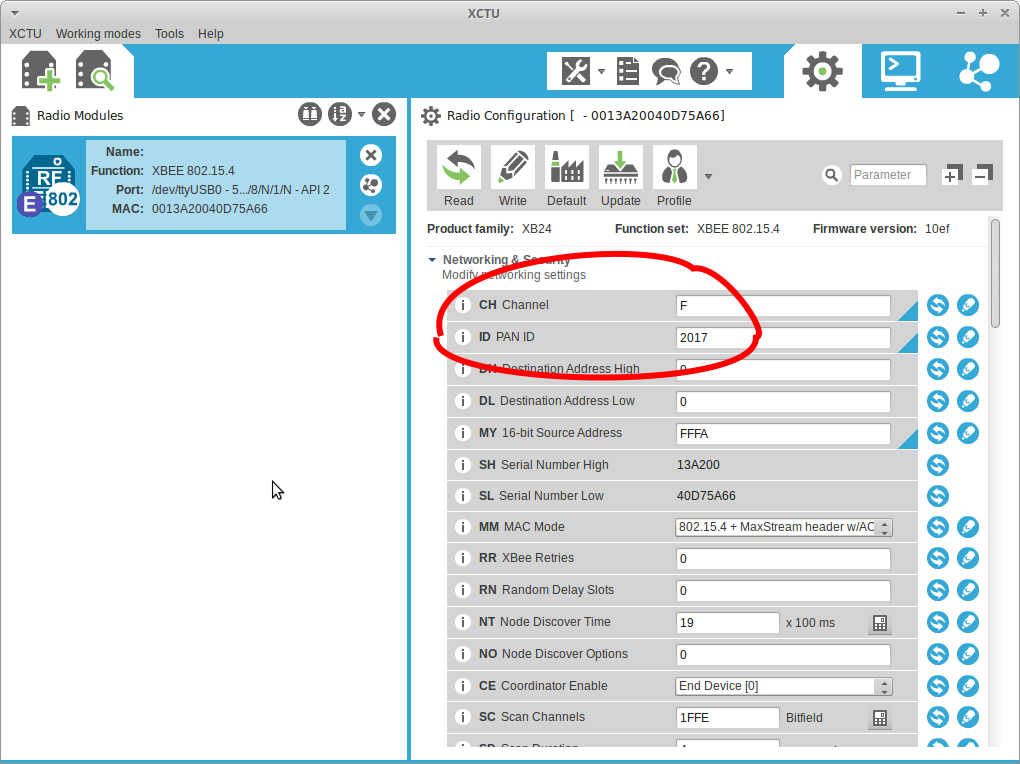 XCTU
XCTU Working modes Tools Help
Radio Modules
Radio Configuration [ - 0013A20040D75A66]
Name:
Function: XBEE 802.15.4
Port: /dev/ttyUSB0 - 5.../8/N/1/N - API 2
MAC: 0013A20040D75A66
RF
E 802
Read Write Default Update Profile
Parameter
Product family: XB24 Function set: XBEE 802.15.4 Firmware version: 10ef
Networking & Security
Modify networking settings
i CH Channel F
i ID PAN ID 2017
i DH Destination Address High 0
i DL Destination Address Low 0
i MY 16-bit Source Address FFFA
i SH Serial Number High 13A200
i SL Serial Number Low 40D75A66
i MM MAC Mode 802.15.4 + MaxStream header w/AC
i RR XBee Retries 0
i RN Random Delay Slots 0
i NT Node Discover Time 19 x 100 ms
i NO Node Discover Options 0
i CE Coordinator Enable End Device [0]
i SC Scan Channels 1FFE Bitfield
SD Scan Duration